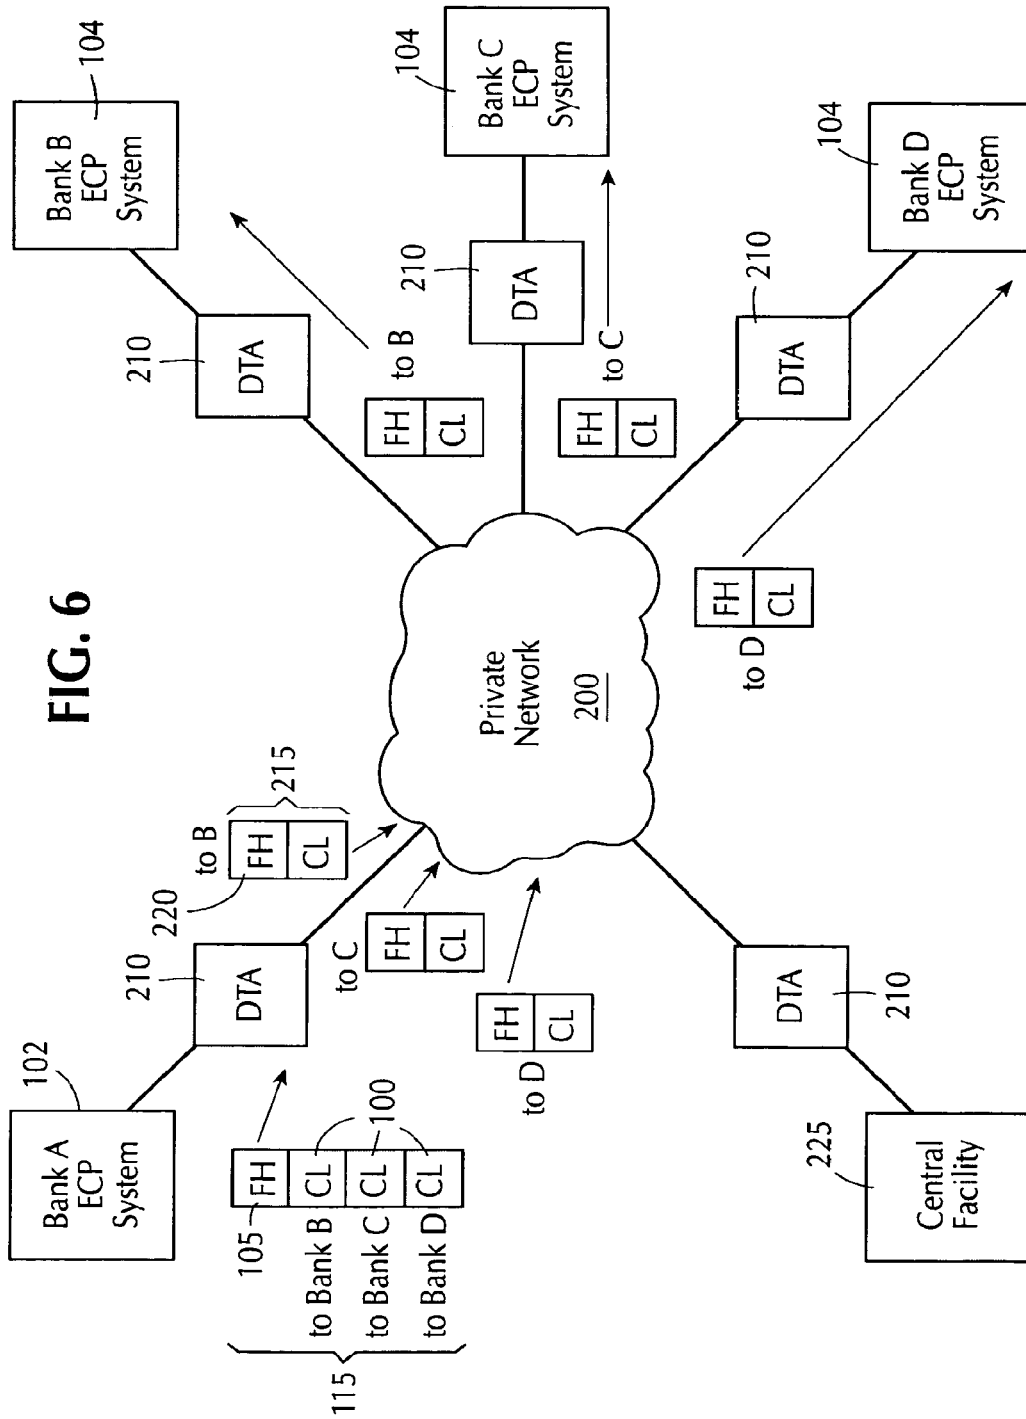 FIG. 6
102
Bank A
ECP
System
210
DTA
105
FH
CL
CL
CL
100
to Bank B
to Bank C
to Bank D
115
220
to B
FH
CL
215
to C
FH
CL
to D
FH
CL
Private
Network
200
225
Central
Facility
DTA
210
210
DTA
104
Bank B
ECP
System
FH
CL
to B
210
DTA
104
Bank C
ECP
System
FH
CL
to C
210
DTA
104
Bank D
ECP
System
to D
FH
CL